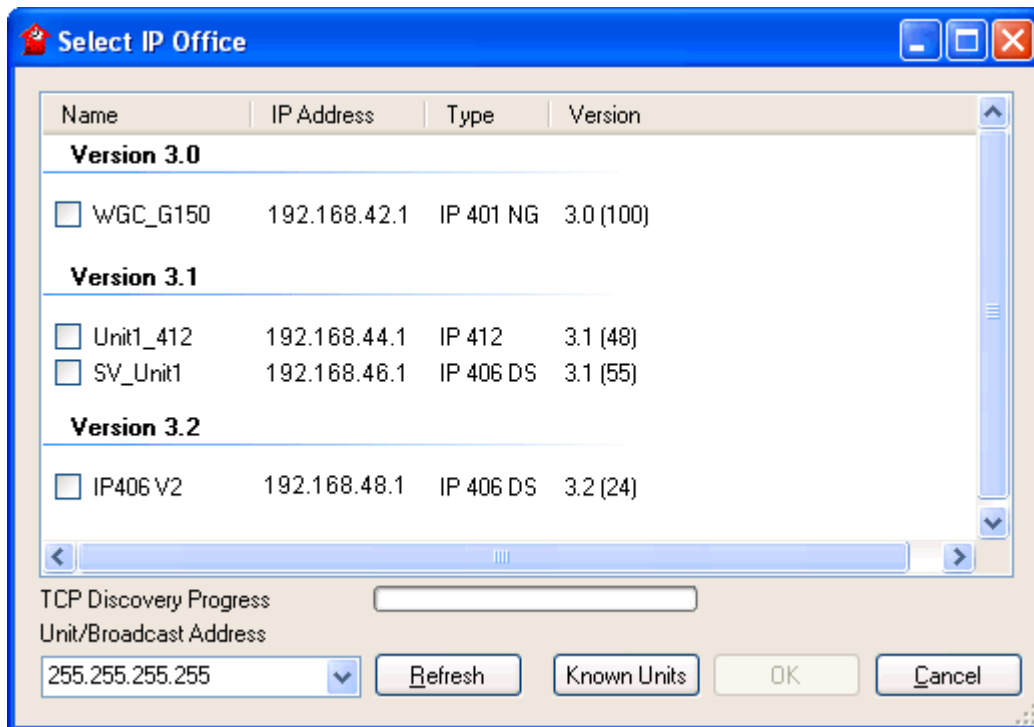 Select IP Office
Name IP Address Type Version
Version 3.0
WGC_G150 192.168.42.1 IP 401 NG 3.0 (100)
Version 3.1
Unit1_412 192.168.44.1 IP 412 3.1 (48)
SV_Unit1 192.168.46.1 IP 406 DS 3.1 (55)
Version 3.2
IP406 V2 192.168.48.1 IP 406 DS 3.2 (24)
TCP Discovery Progress
Unit/Broadcast Address
255.255.255.255 Refresh Known Units OK Cancel